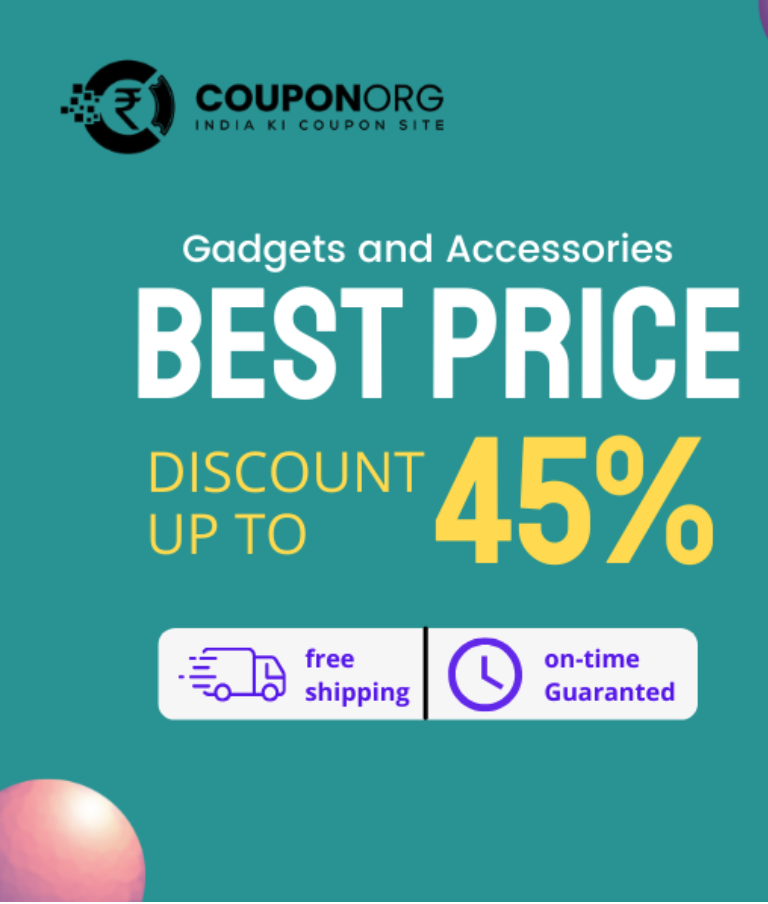 COUPONORG
INDIA KI COUPON SITE
Gadgets and Accessories
BEST PRICE
DISCOUNT
UP TO
45%
free
shipping
on-time
Guaranted